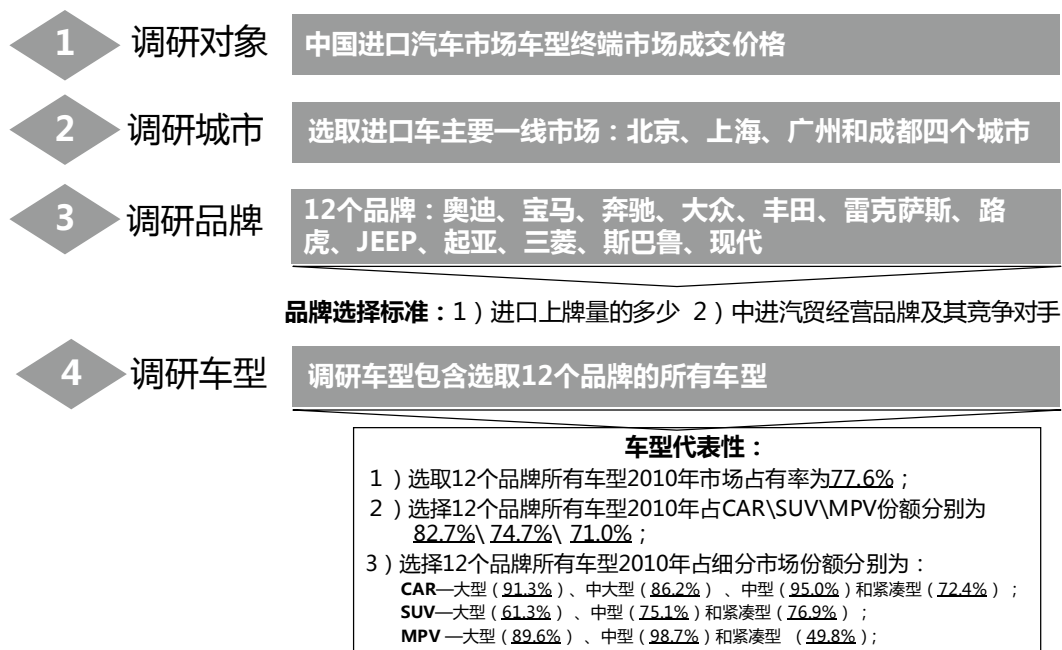 1 调研对象 中国进口汽车市场车型终端市场成交价格
2 调研城市 选取进口车主要一线市场：北京、上海、广州和成都四个城市
3 调研品牌 12个品牌：奥迪、宝马、奔驰、大众、丰田、雷克萨斯、路
虎、JEEP、起亚、三菱、斯巴鲁、现代
品牌选择标准：1）进口上牌量的多少 2）中进汽贸经营品牌及其竞争对手
4 调研车型 调研车型包含选取12个品牌的所有车型
车型代表性：
1）选取12个品牌所有车型2010年市场占有率为77.6%；
2）选择12个品牌所有车型2010年占CAR\SUV\MPV份额分别为
82.7%\ 74.7%\ 71.0%；
3）选择12个品牌所有车型2010年占细分市场份额分别为：
CAR—大型（91.3%）、中大型（86.2%）、中型（95.0%）和紧凑型（72.4%）；
SUV—大型（61.3%）、中型（75.1%）和紧凑型（76.9%）；
MPV —大型（89.6%）、中型（98.7%）和紧凑型 （49.8%）;